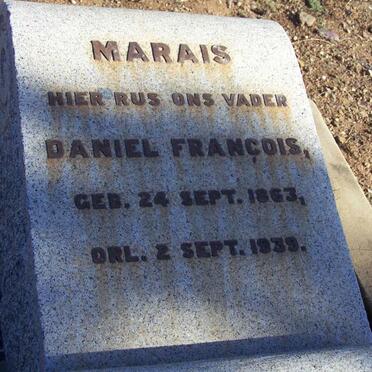 MARAIS
HIER RUS ONS VADER
DANIEL FRANÇOIS,
GEB. 24 SEPT. 1863,
ORL. 2 SEPT. 1939.